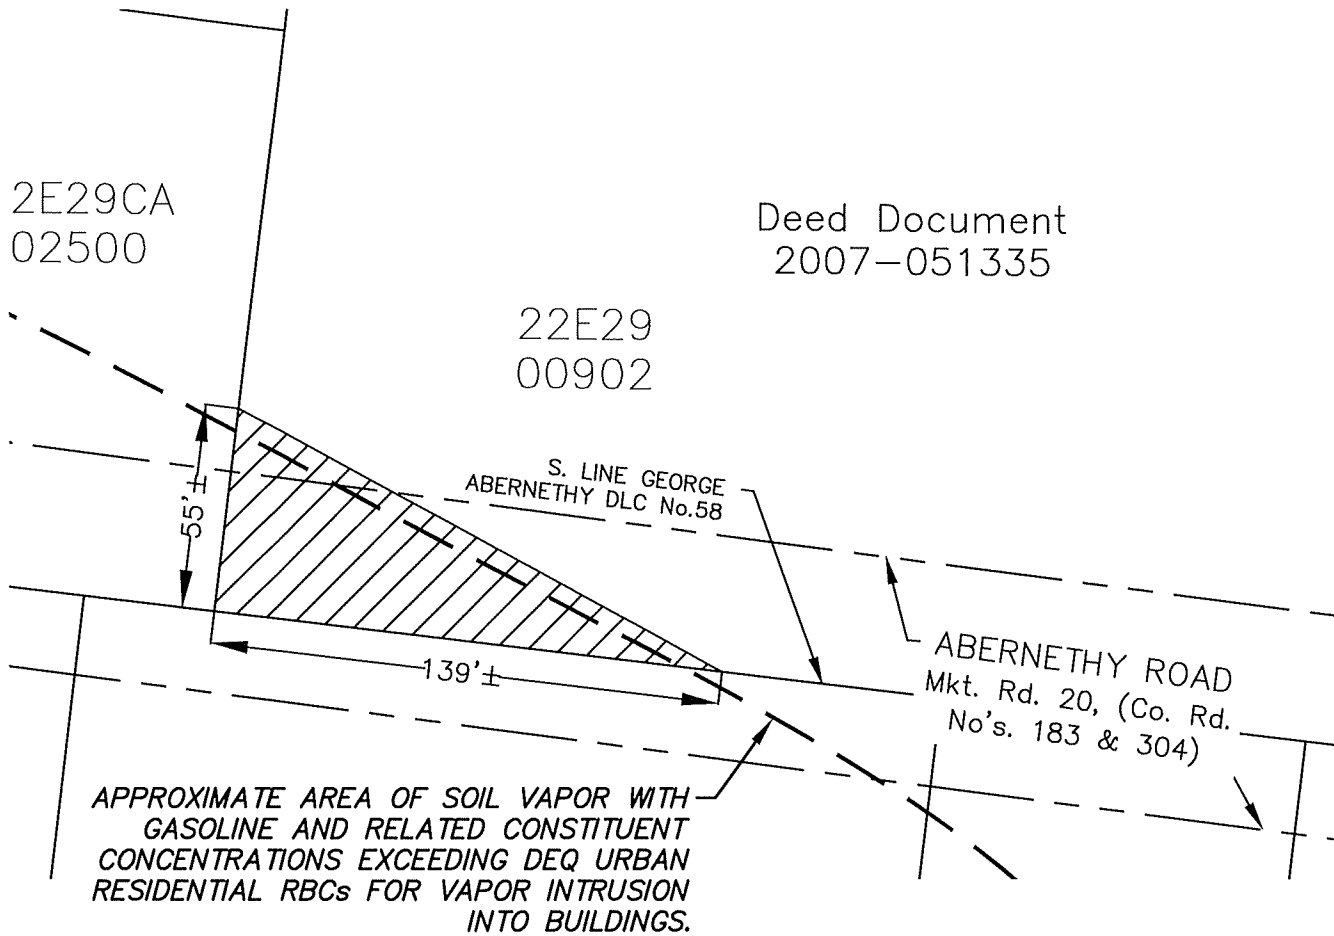 2E29CA
02500
Deed Document
2007-051335
22E29
00902
S. LINE GEORGE
ABERNETHY DLC No.58
55'±
139'±
ABERNETHY ROAD
Mkt. Rd. 20, (Co. Rd.
No's. 183 & 304)
APPROXIMATE AREA OF SOIL VAPOR WITH
GASOLINE AND RELATED CONSTITUENT
CONCENTRATIONS EXCEEDING DEQ URBAN
RESIDENTIAL RBCs FOR VAPOR INTRUSION
INTO BUILDINGS.